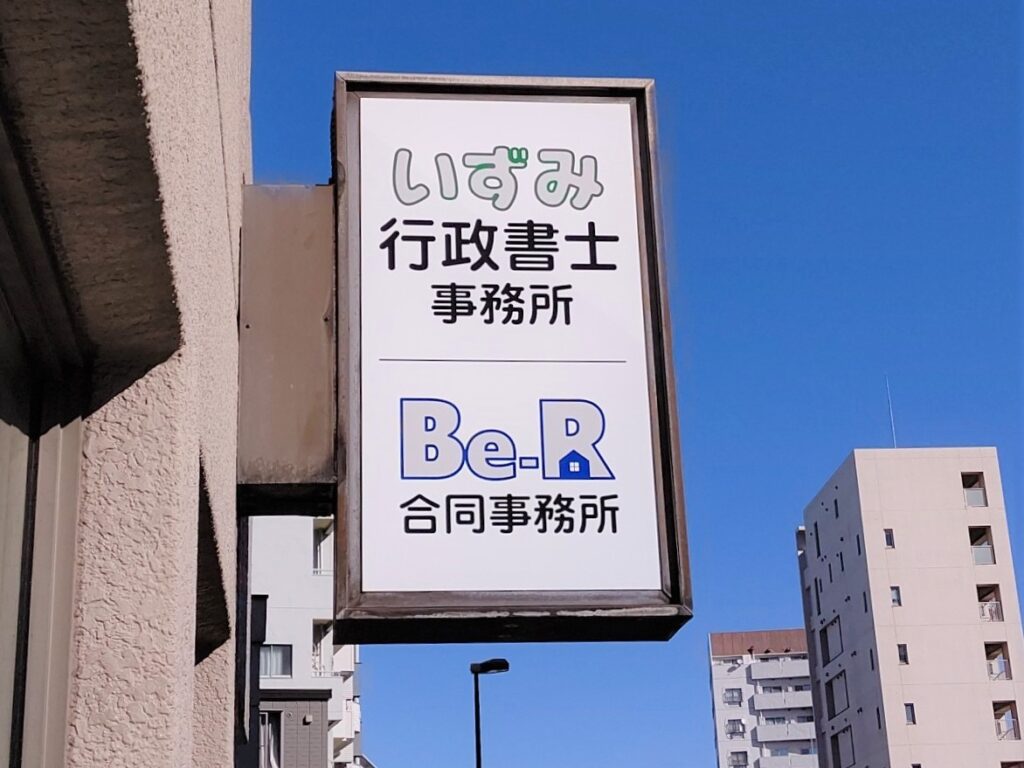 いずみ
行政書士
事務所
Be-R
合同事務所